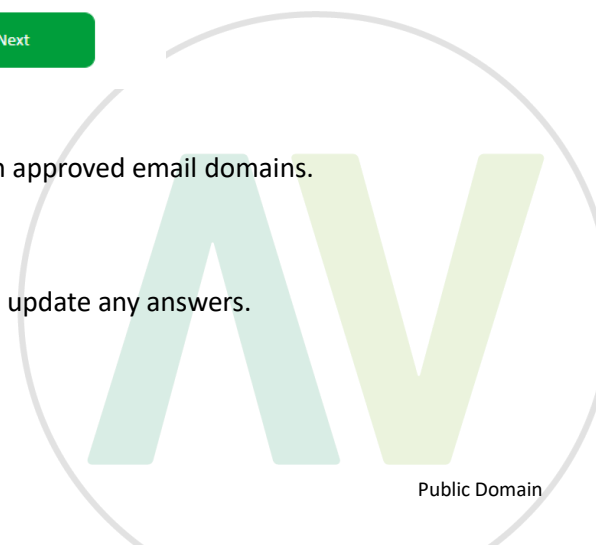 Next
approved email domains.
update any answers.
Public Domain